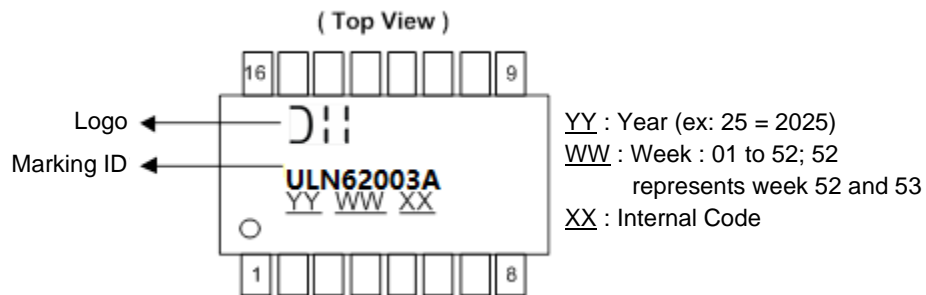 ( Top View )
16 9
Logo
Marking ID
ULN62003A
YY WW XX
1 8
YY : Year (ex: 25 = 2025)
WW : Week : 01 to 52; 52
represents week 52 and 53
XX : Internal Code